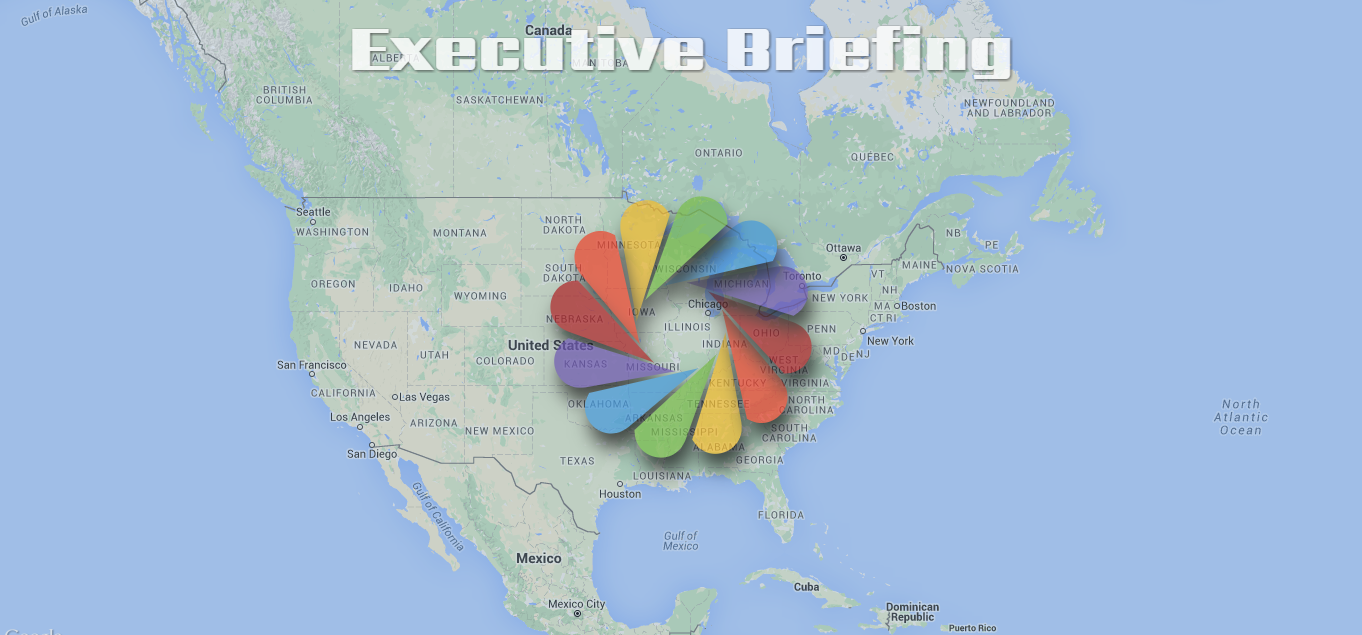 Gulf of Alaska
Canada
Executive Briefing
ALBERTA
MANITOBA
BRITISH
COLUMBIA
SASKATCHEWAN
NEWFOUNDLAND
AND LABRADOR
ONTARIO
QUÉBEC
Seattle
WASHINGTON
MONTANA
NORTH
DAKOTA
MINNESOTA
Ottawa
NB
PE
MAINE
NOVA SCOTIA
SOUTH
DAKOTA
WISCONSIN
MICHIGAN
Toronto
VT
NH
OREGON
IDAHO
WYOMING
NEW YORK
MA
Boston
CT RI
NEBRASKA
IOWA
Chicago
ILLINOIS
INDIANA
OHIO
PENN
New York
NEVADA
UTAH
COLORADO
United States
KANSAS
MISSOURI
WEST
VIRGINIA
MD
DE
NJ
San Francisco
CALIFORNIA
Las Vegas
KENTUCKY
VIRGINIA
Los Angeles
ARIZONA
NEW MEXICO
OKLAHOMA
ARKANSAS
TENNESSEE
NORTH
CAROLINA
North
Atlantic
Ocean
San Diego
TEXAS
MISSISSIPPI
ALABAMA
SOUTH
CAROLINA
GEORGIA
LOUISIANA
Houston
FLORIDA
Gulf of California
Gulf of
Mexico
Mexico
Cuba
Mexico City
Dominican
Republic
Puerto Rico
Google